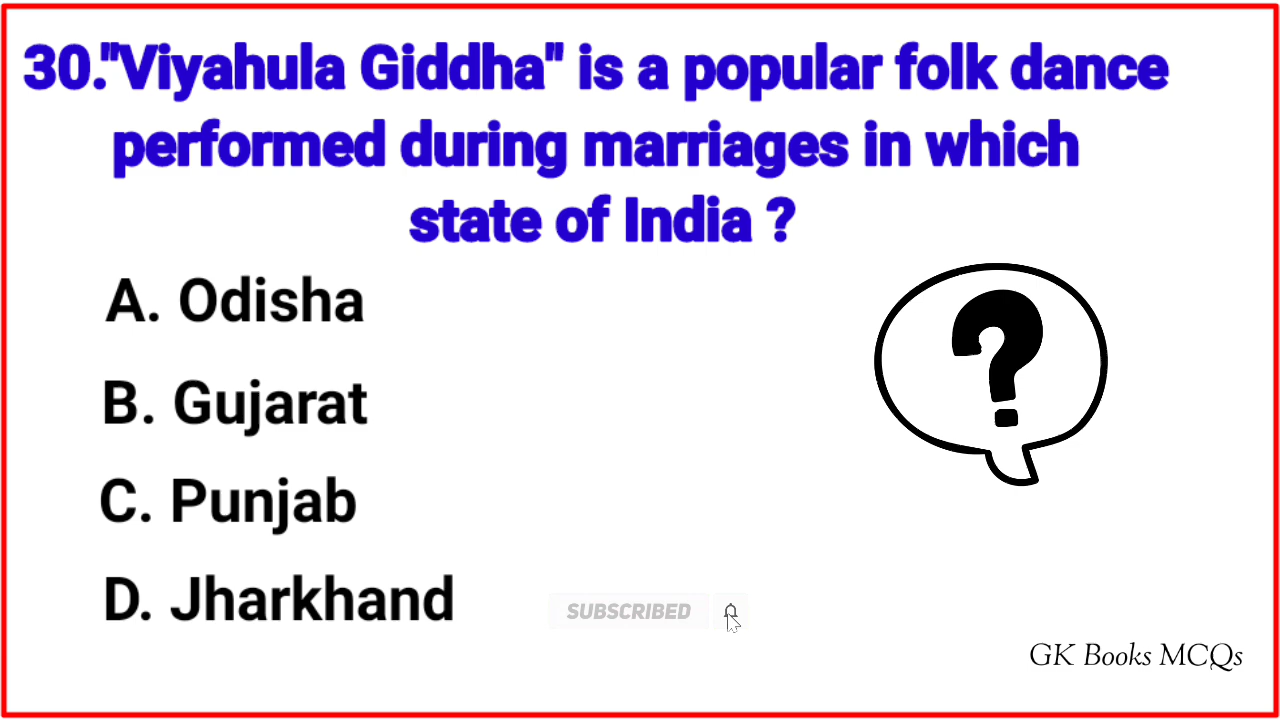 30."Viyahula Giddha" is a popular folk dance
performed during marriages in which
state of India ?
A. Odisha
B. Gujarat
C. Punjab
D. Jharkhand
SUBSCRIBED
GK Books MCQs